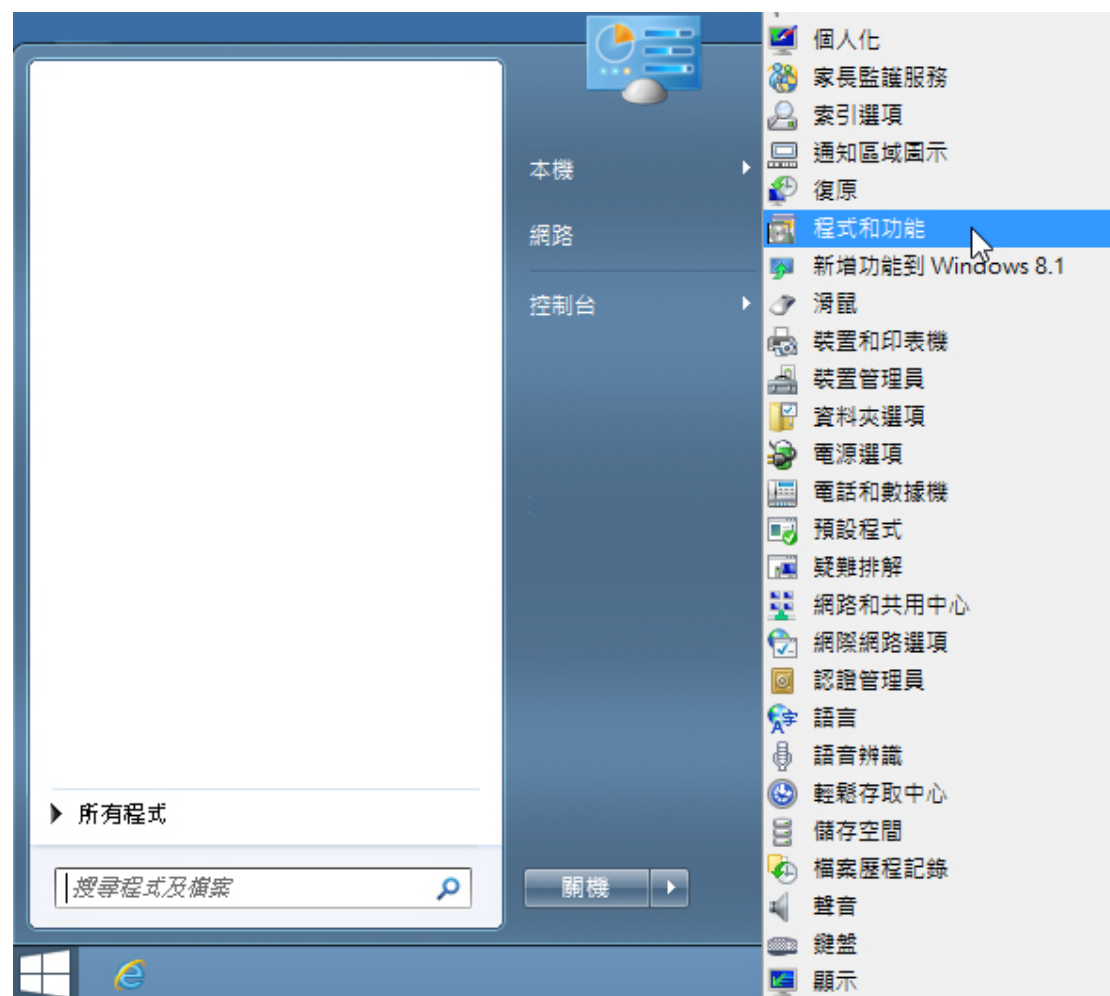 本機
網路
控制台
所有程式
搜尋程式及檔案
關機
個人化
家長監護服務
索引選項
通知區域圖示
復原
程式和功能
新增功能到 Windows 8.1
滑鼠
裝置和印表機
裝置管理員
資料夾選項
電源選項
電話和數據機
預設程式
疑難排解
網路和共用中心
網際網路選項
認證管理員
語言
語音辨識
輕鬆存取中心
儲存空間
檔案歷程記錄
聲音
鍵盤
顯示